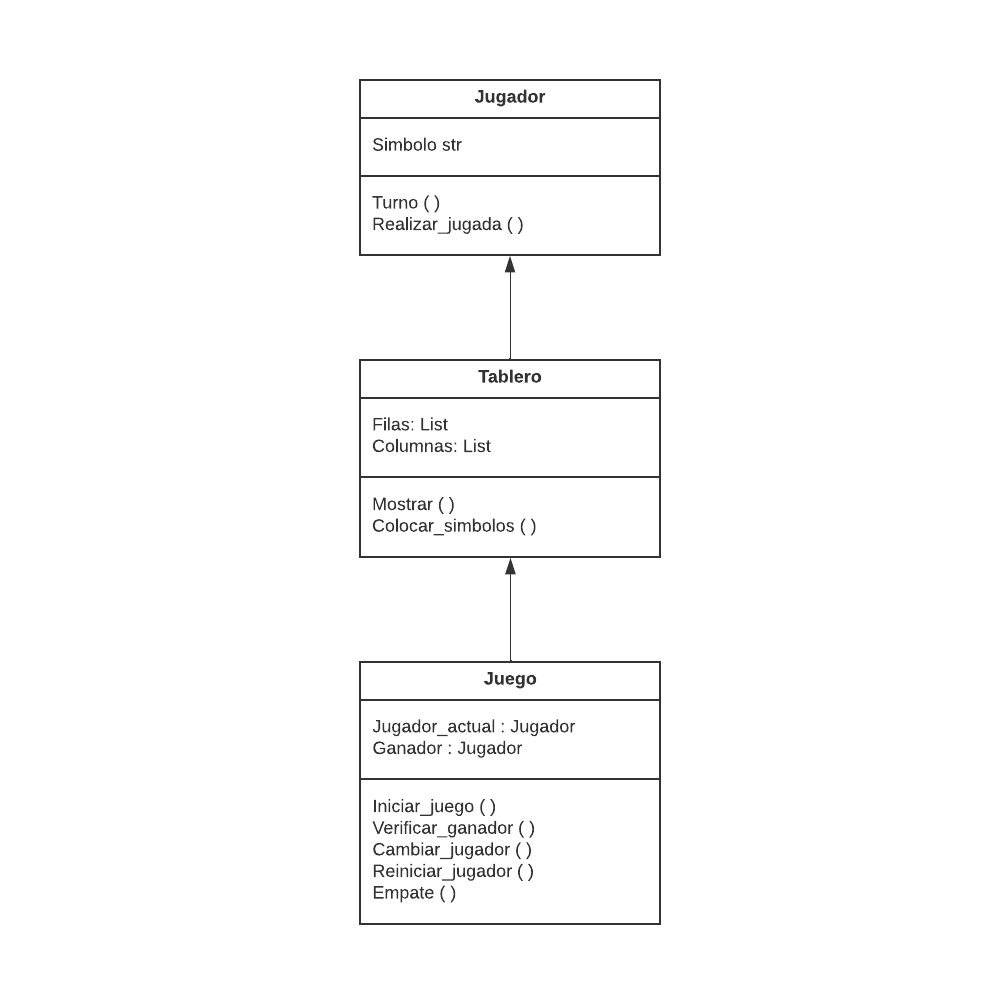 Jugador
Simbolo str
Turno ( )
Realizar_jugada ( )
Tablero
Filas: List
Columnas: List
Mostrar ( )
Colocar_simbolos ( )
Juego
Jugador_actual : Jugador
Ganador : Jugador
Iniciar_juego ( )
Verificar_ganador ( )
Cambiar_jugador ( )
Reiniciar_jugador ( )
Empate ( )